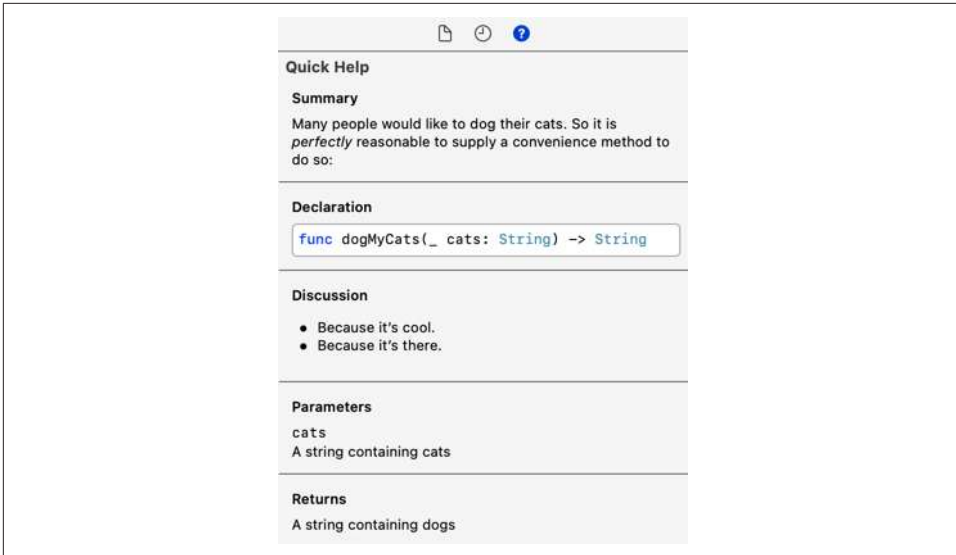 ?
Quick Help
Summary
Many people would like to dog their cats. So it is
perfectly reasonable to supply a convenience method to
do so:
Declaration
func dogMyCats(_ cats: String) -> String
Discussion
• Because it's cool.
• Because it's there.
Parameters
cats
A string containing cats
Returns
A string containing dogs